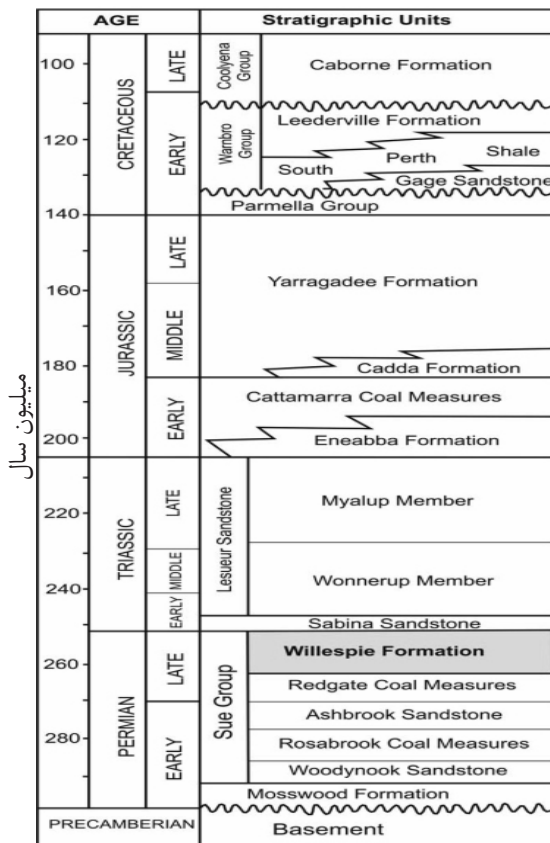 AGE
Stratigraphic Units
میلیون سال
100
120
140
160
180
200
220
240
260
280
CRETACEOUS
LATE
EARLY
JURASSIC
LATE
MIDDLE
EARLY
TRIASSIC
LATE
MIDDLE
EARLY
PERMIAN
LATE
EARLY
PRECAMBERIAN
Coolyena Group
Caborne Formation
Warnbro Group
Leederville Formation
South Perth Shale
Gage Sandstone
Parmella Group
Yarragadee Formation
Cadda Formation
Cattamarra Coal Measures
Eneabba Formation
Lesueur Sandstone
Myalup Member
Wonnerup Member
Sabina Sandstone
Sue Group
Willespie Formation
Redgate Coal Measures
Ashbrook Sandstone
Rosabrook Coal Measures
Woodynook Sandstone
Mosswood Formation
Basement